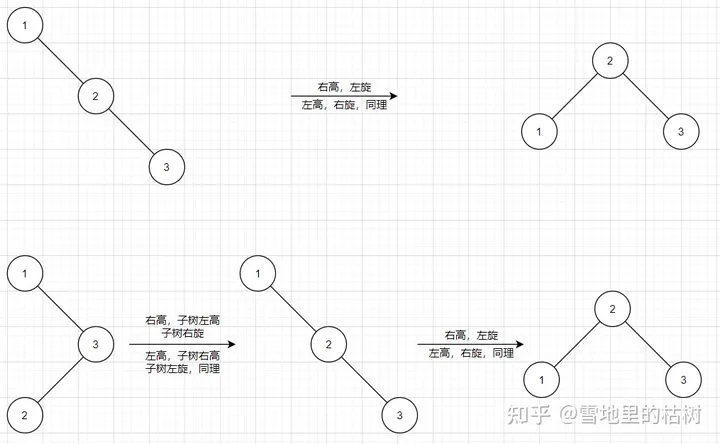 1
2
3
右高，左旋
左高，右旋，同理
2
1
3
1
3
2
右高，子树左高
子树右旋
左高，子树右高
子树左旋，同理
1
2
3
右高，左旋
左高，右旋，同理
2
1
3
知乎 @雪地里的枯树